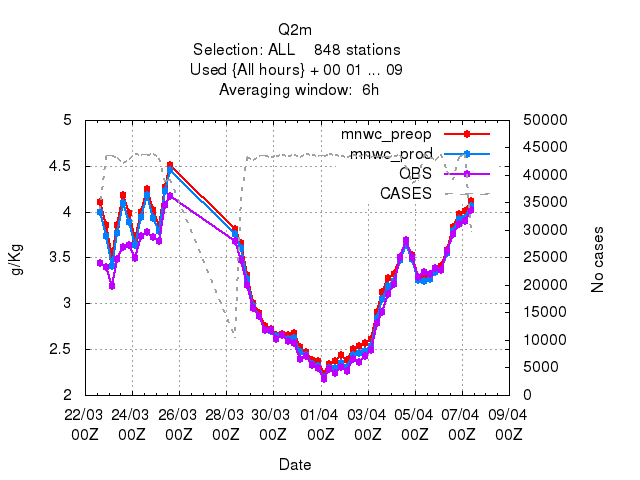 Q2m
Selection: ALL    848 stations
Used {All hours} + 00 01 ... 09
Averaging window:  6h
5
4.5
4
3.5
3
2.5
2
g/Kg
50000
45000
40000
35000
30000
25000
20000
15000
10000
5000
0
No cases
mnwc_preop
mnwc_prod
OBS
CASES
22/03 24/03 26/03 28/03 30/03 01/04 03/04 05/04 07/04 09/04
00Z 00Z 00Z 00Z 00Z 00Z 00Z 00Z 00Z 00Z
Date